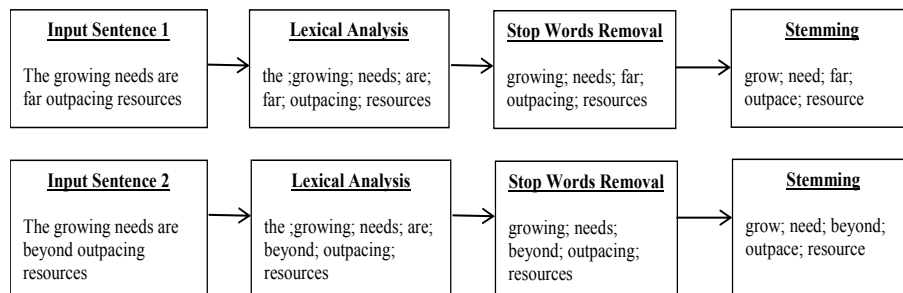 Input Sentence 1
The growing needs are
far outpacing resources
Lexical Analysis
the ;growing; needs; are;
far; outpacing; resources
Stop Words Removal
growing; needs; far;
outpacing; resources
Stemming
grow; need; far;
outpace; resource
Input Sentence 2
The growing needs are
beyond outpacing
resources
Lexical Analysis
the ;growing; needs; are;
beyond; outpacing;
resources
Stop Words Removal
growing; needs;
beyond; outpacing;
resources
Stemming
grow; need; beyond;
outpace; resource